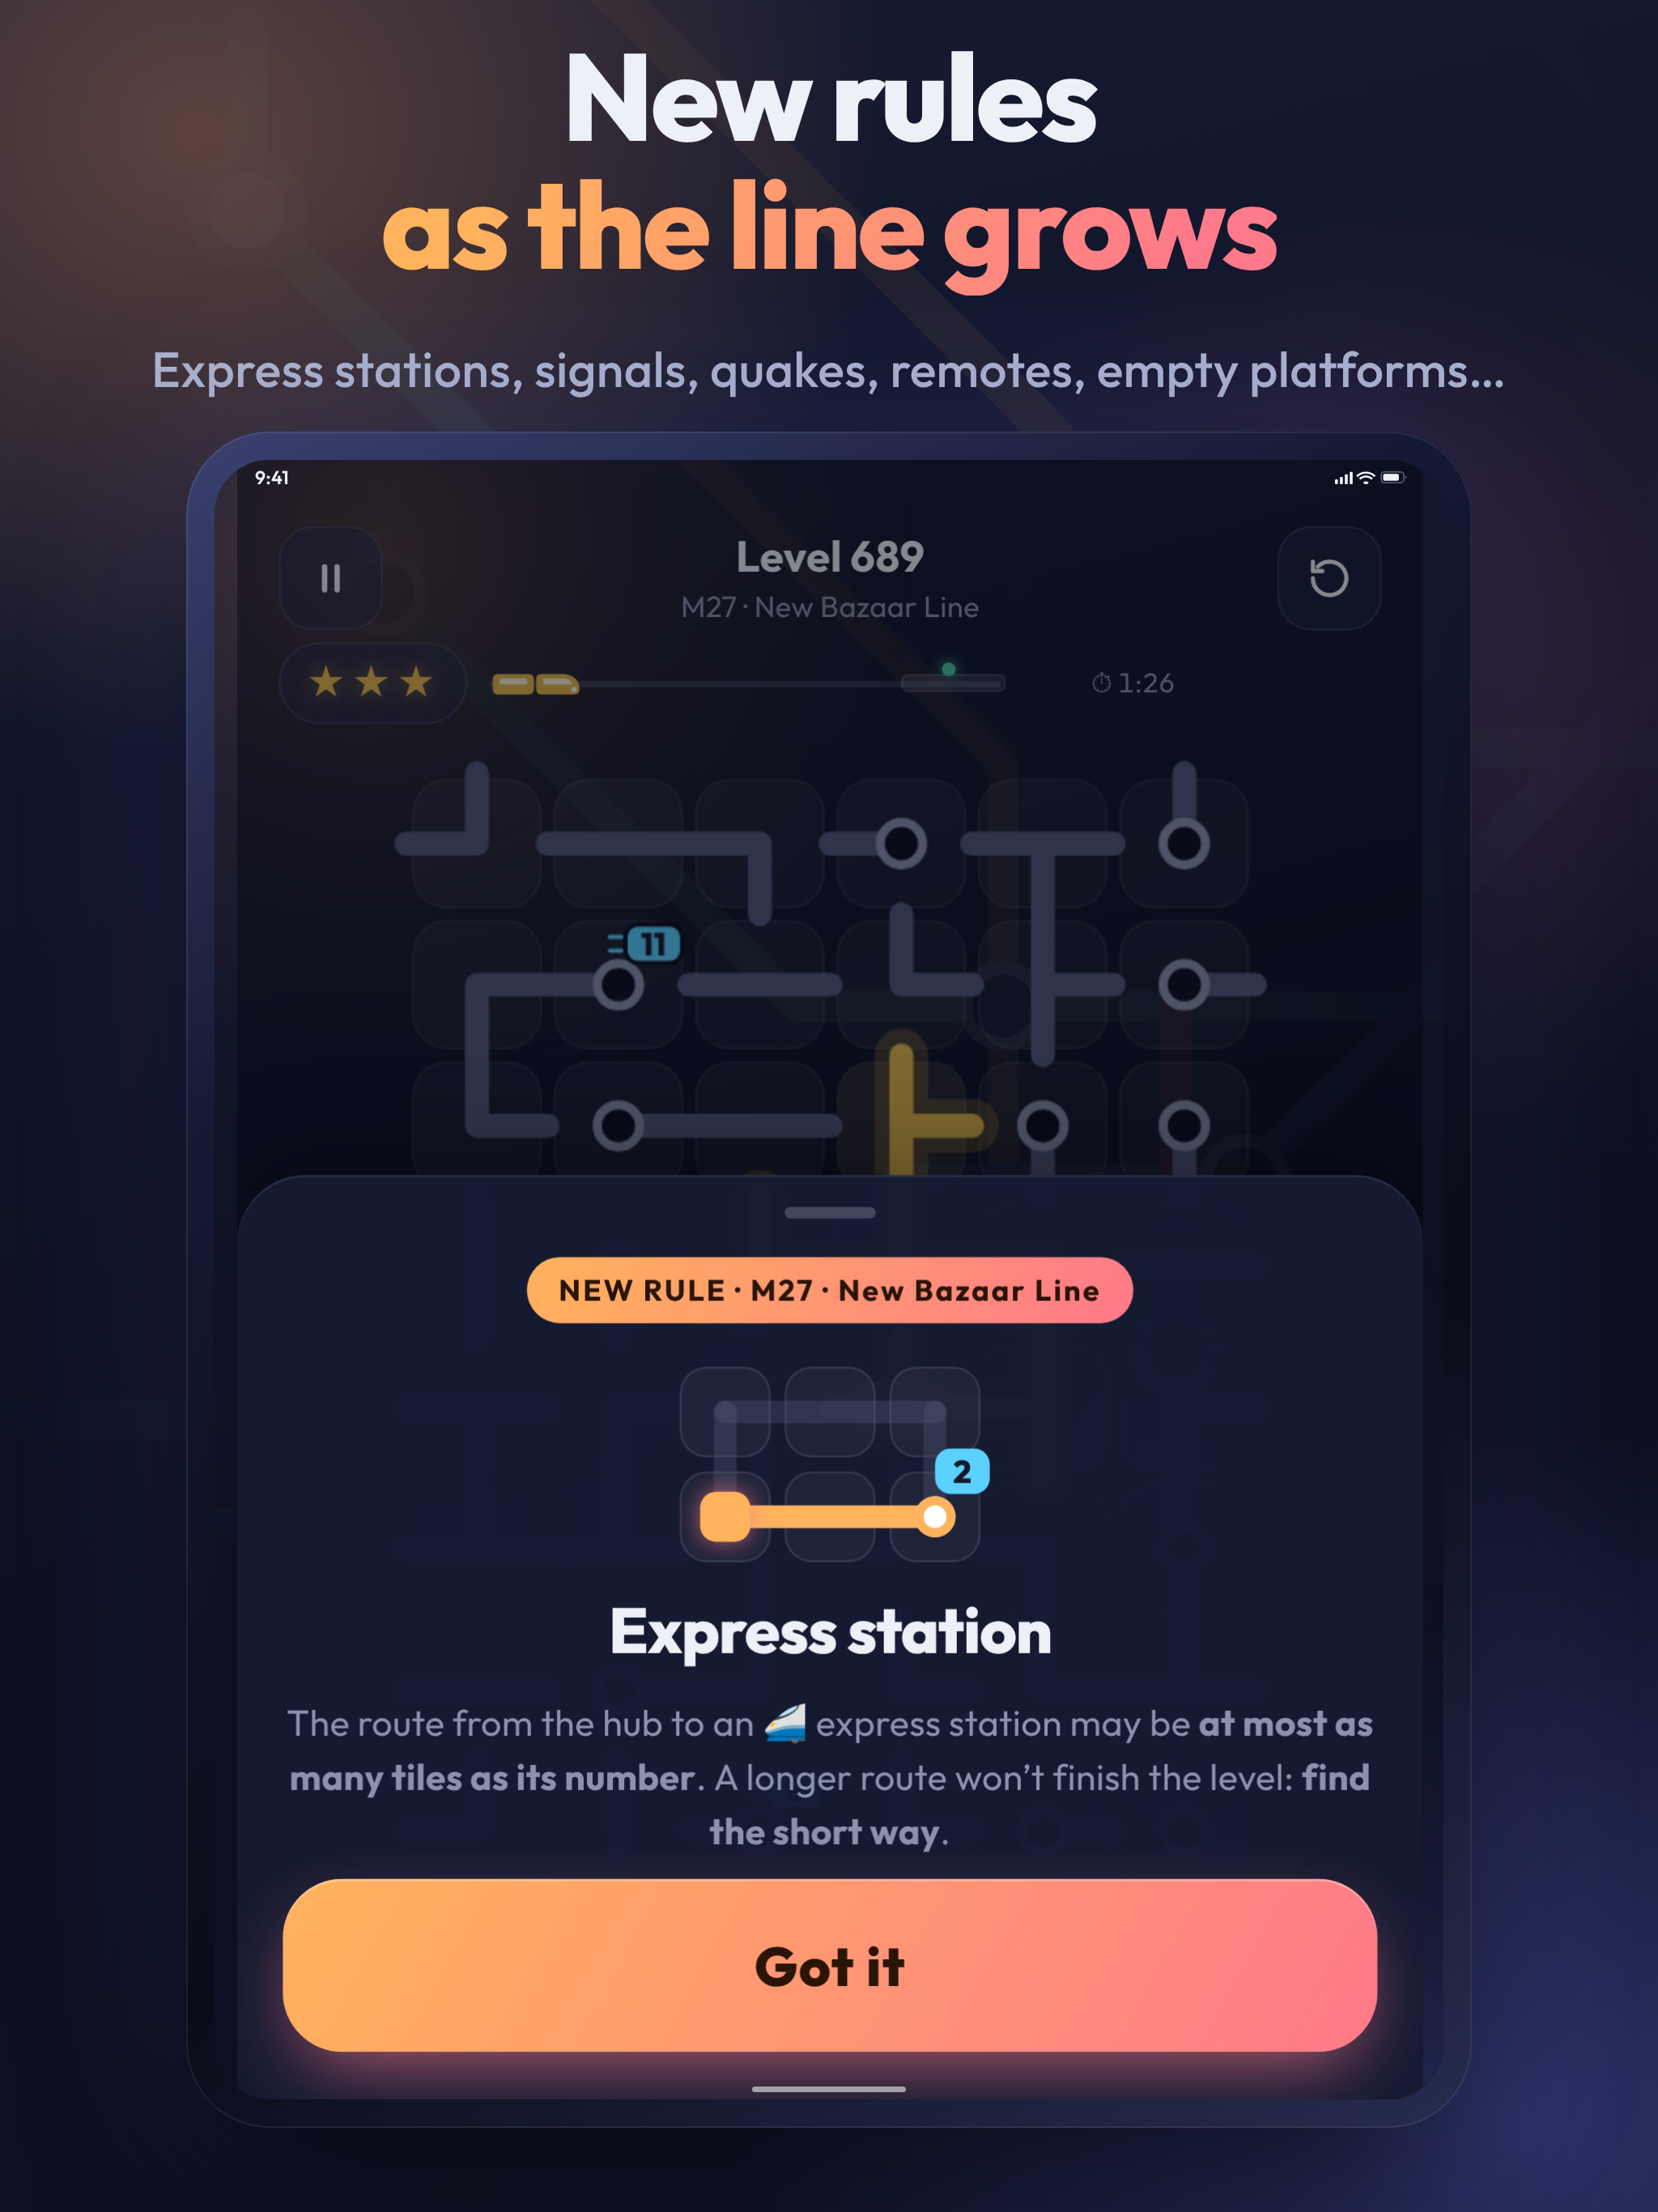 New rules
as the line grows
Express stations, signals, quakes, remotes, empty platforms...
9:41
Level 689
M27 · New Bazaar Line
★★★
⏱ 1:26
11
NEW RULE · M27 · New Bazaar Line
2
Express station
The route from the hub to an 🚄 express station may be at most as
many tiles as its number. A longer route won’t finish the level: find
the short way.
Got it